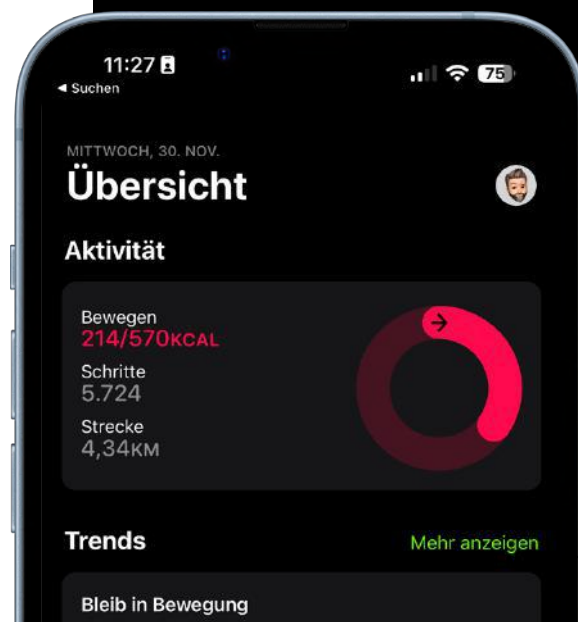 11:27
75
◀ Suchen
MITTWOCH, 30. NOV.
Übersicht
Aktivität
Bewegen
214/570KCAL
Schritte
5.724
Strecke
4,34KM
Trends
Mehr anzeigen
Bleib in Bewegung